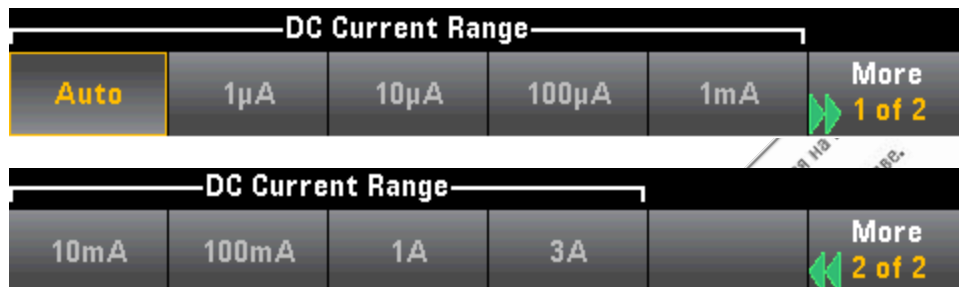 DC Current Range
Auto 1µA 10µA 100µA 1mA More
1 of 2
на
DC Current Range
10mA 100mA 1A 3A More
2 of 2